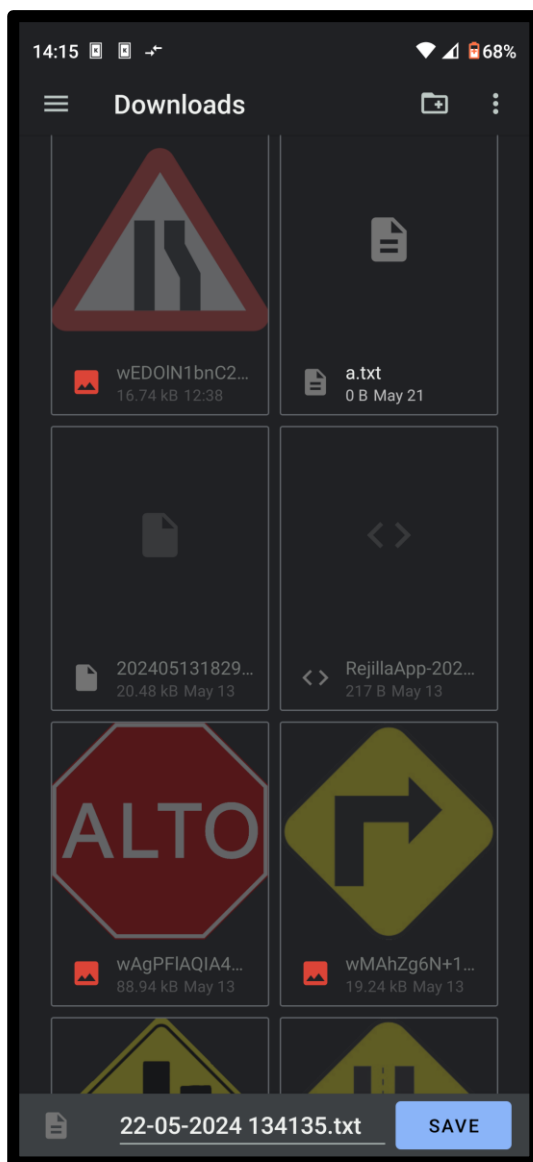 14:15 68%
Downloads
wEDOlN1bnC2...
16.74 kB 12:38
a.txt
0 B May 21
202405131829...
20.48 kB May 13
RejillaApp-202...
217 B May 13
ALTO
wAgPFlAQIA4...
88.94 kB May 13
wMAhZg6N+1...
19.24 kB May 13
22-05-2024 134135.txt
SAVE